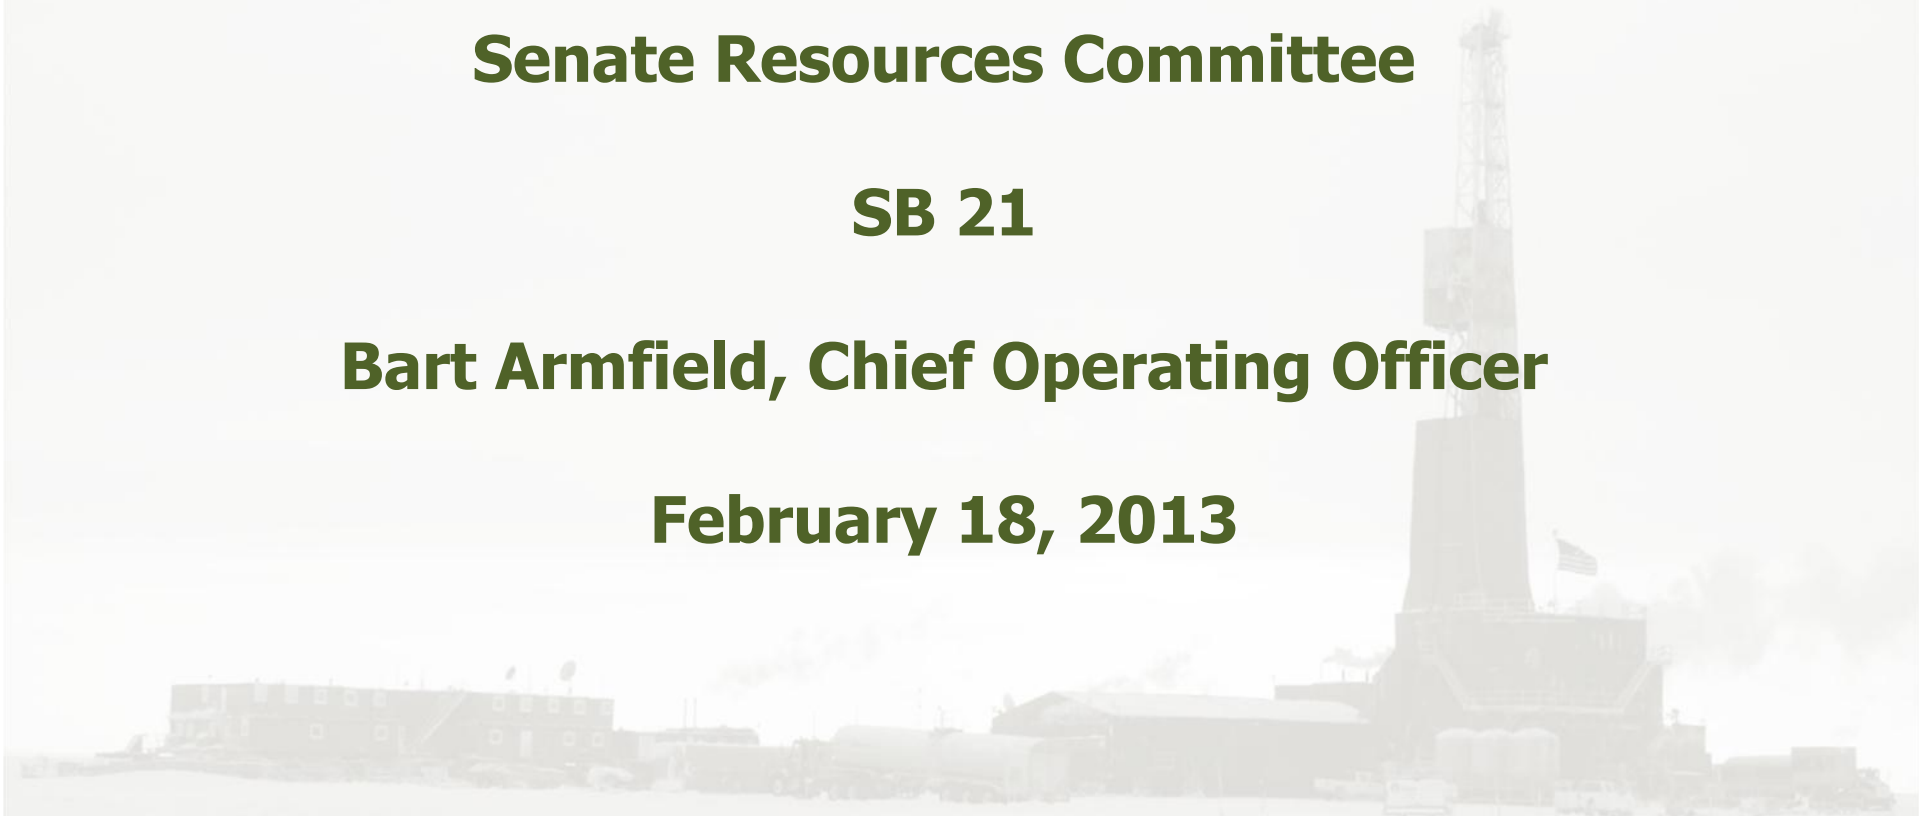 Senate Resources Committee
SB 21
Bart Armfield, Chief Operating Officer
February 18, 2013